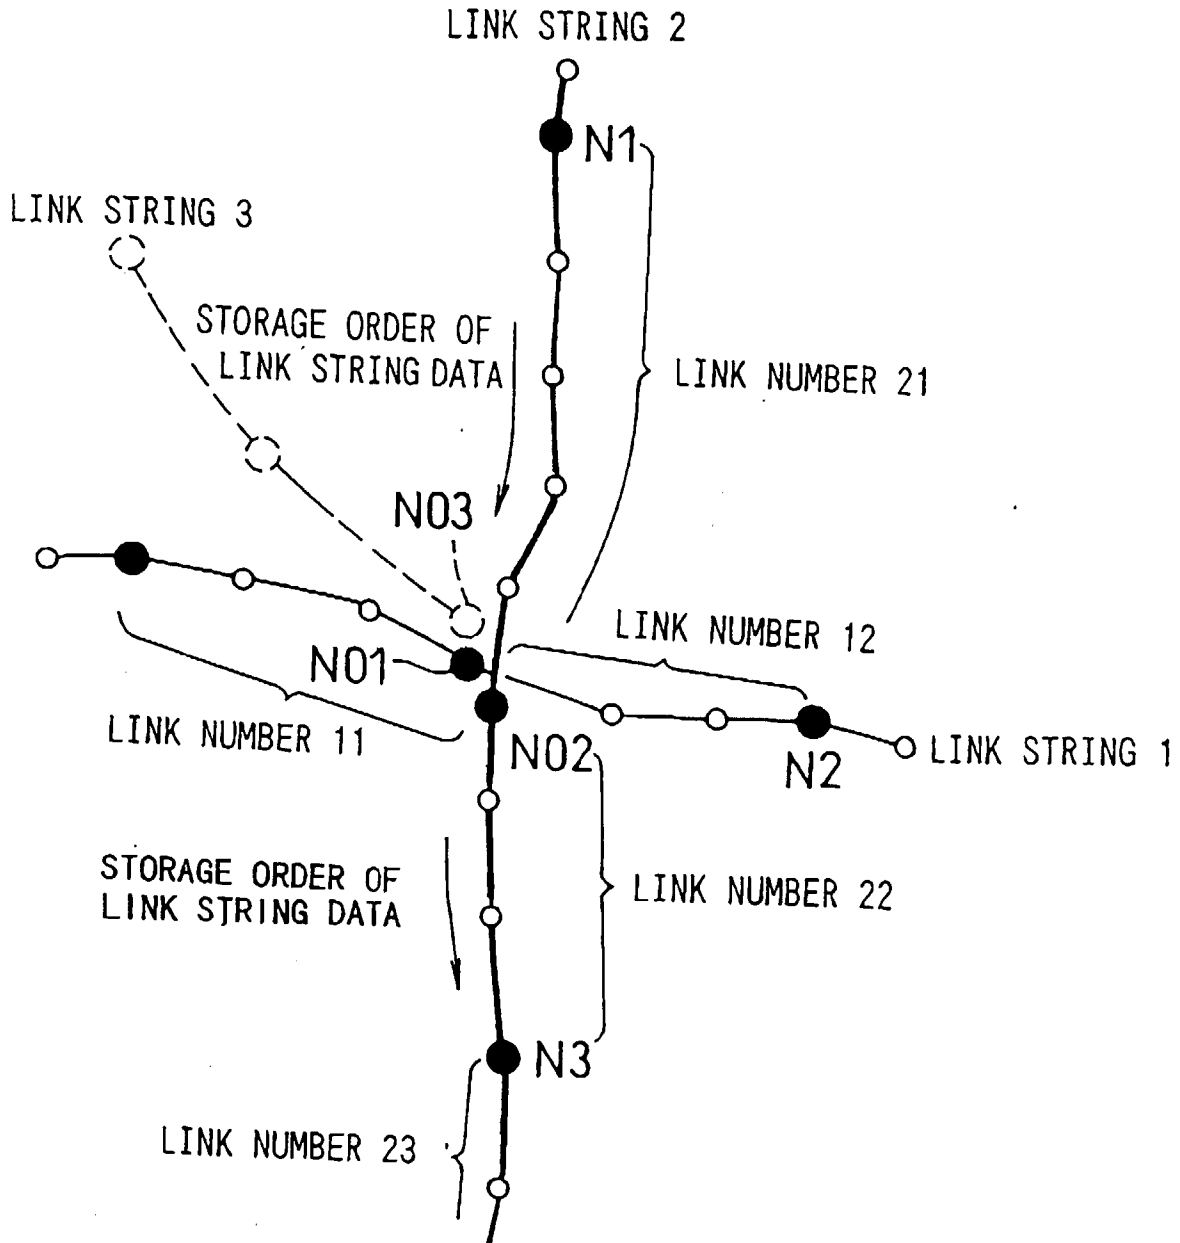 LINK STRING 2
N1
LINK STRING 3
STORAGE ORDER OF
LINK STRING DATA
LINK NUMBER 21
N03
LINK NUMBER 12
N01
LINK NUMBER 11
N02
N2
LINK STRING 1
STORAGE ORDER OF
LINK STRING DATA
LINK NUMBER 22
N3
LINK NUMBER 23